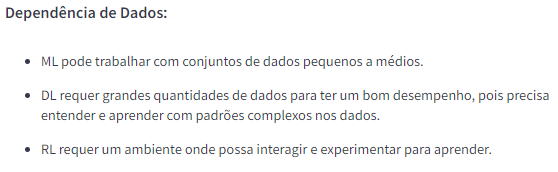 Dependência de Dados:
• ML pode trabalhar com conjuntos de dados pequenos a médios.
• DL requer grandes quantidades de dados para ter um bom desempenho, pois precisa
entender e aprender com padrões complexos nos dados.
• RL requer um ambiente onde possa interagir e experimentar para aprender.